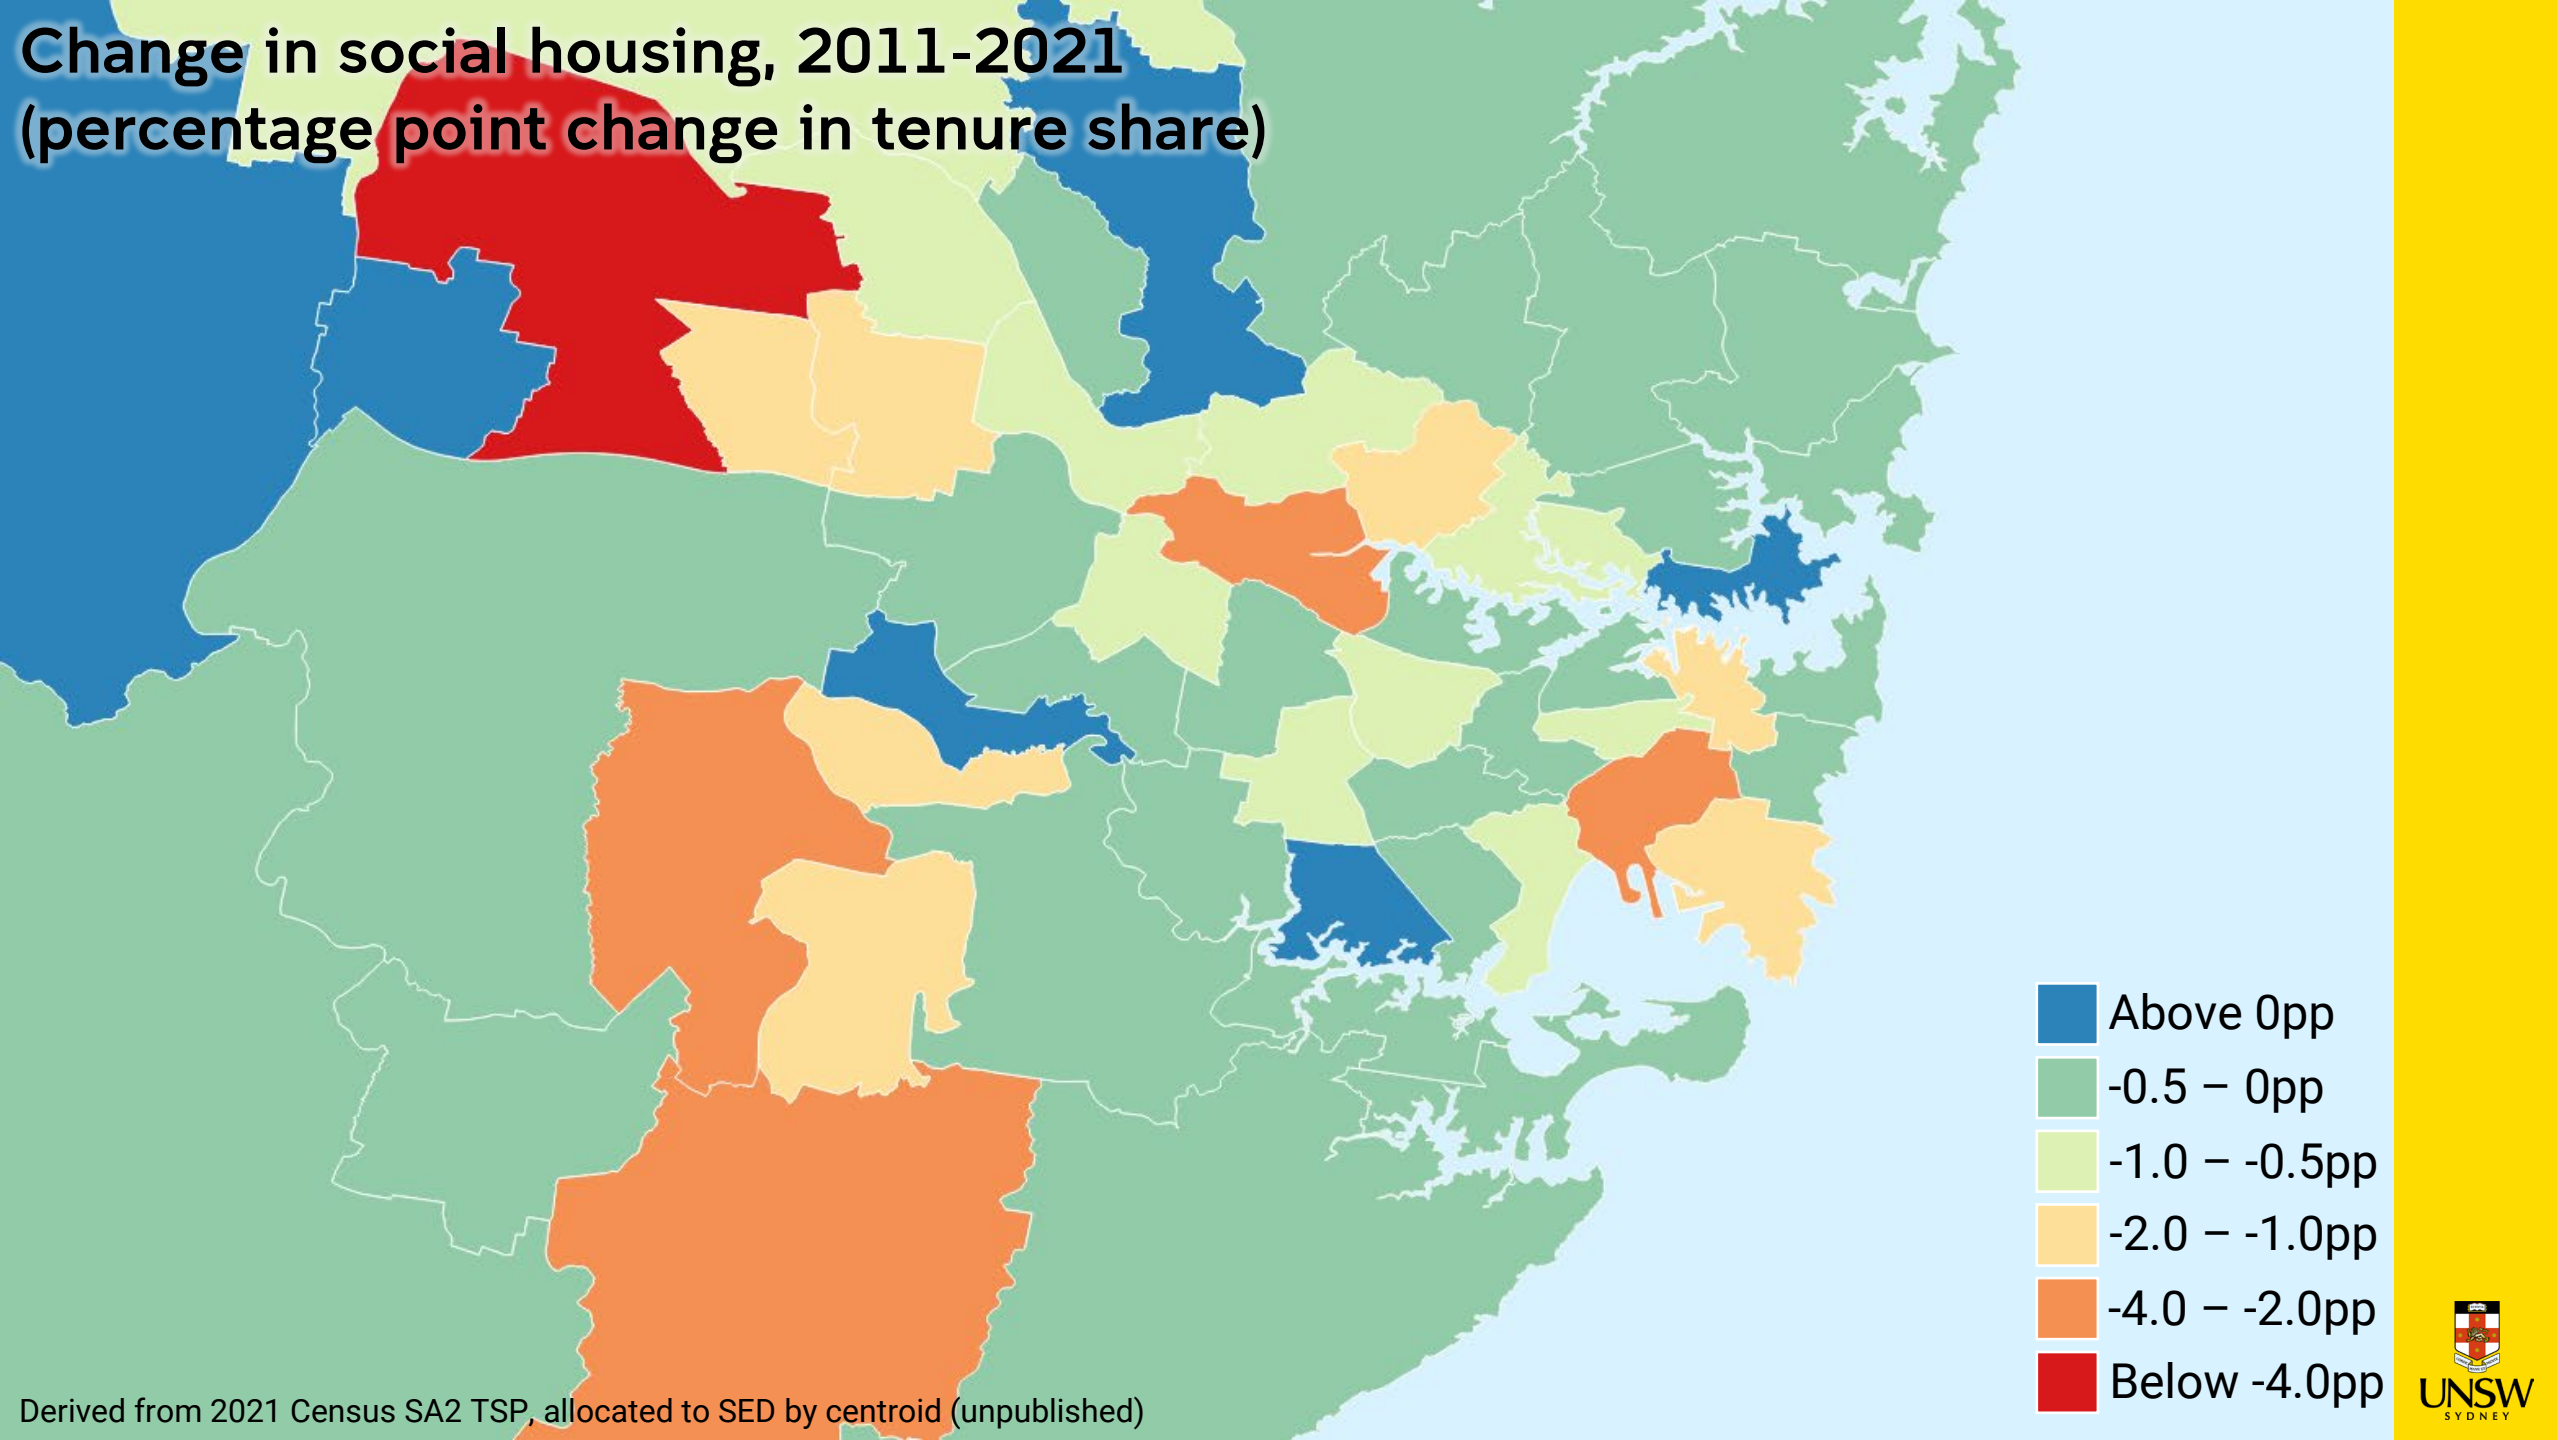 Change in social housing, 2011-2021
(percentage point change in tenure share)
Above 0pp
-0.5 – 0pp
-1.0 – -0.5pp
-2.0 – -1.0pp
-4.0 – -2.0pp
Below -4.0pp
Derived from 2021 Census SA2 TSP, allocated to SED by centroid (unpublished)
UNSW
SYDNEY